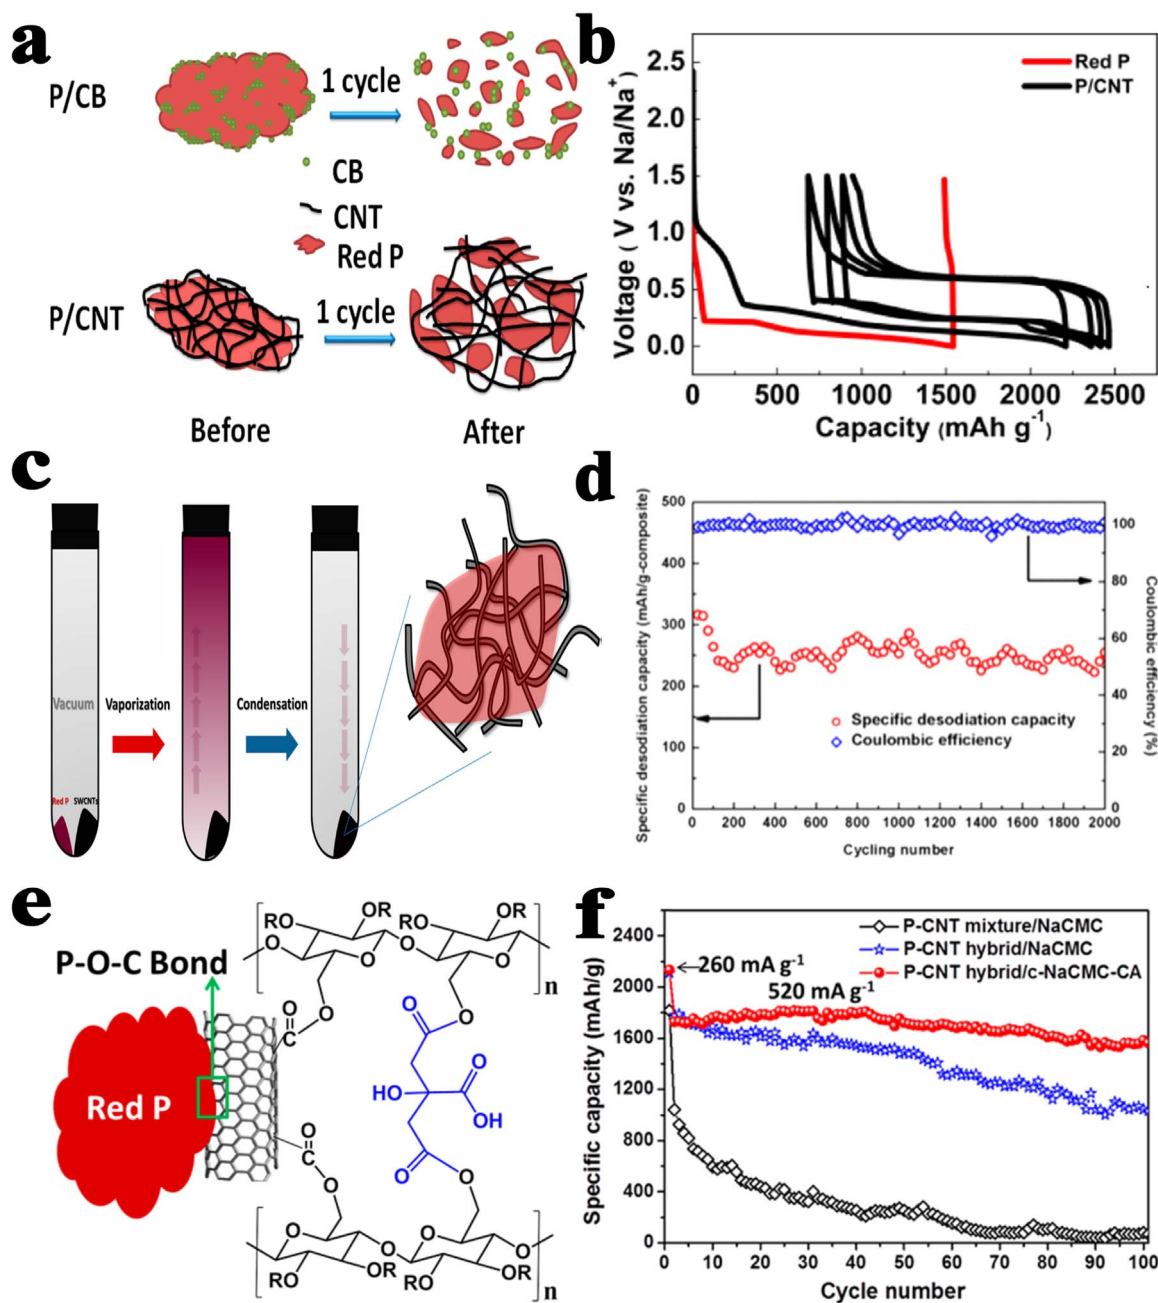 a
P/CB
1 cycle
CB
CNT
Red P
P/CNT
1 cycle
Before
After
b
Red P
P/CNT
2.5
2.0
1.5
1.0
0.5
0.0
Voltage ( V vs. Na/Na⁺)
0 500 1000 1500 2000 2500
Capacity (mAh g⁻¹)
c
Vacuum
Vaporization
Condensation
Red P SWCNTs
d
500
450
400
350
300
250
200
150
100
50
0
Specific desodiation capacity (mAh/g-composite)
100
80
60
40
20
0
Coulombic efficiency (%)
Specific desodiation capacity
Coulombic efficiency
0 200 400 600 800 1000 1200 1400 1600 1800 2000
Cycling number
e
P-O-C Bond
Red P
RO OR RO OR
O O O
n
O O
O C O O
O
HO O
OH
O
O C O O
O O O
RO OR RO OR
n
f
P-CNT mixture/NaCMC
P-CNT hybrid/NaCMC
P-CNT hybrid/c-NaCMC-CA
260 mA g⁻¹
520 mA g⁻¹
2400
2000
1600
1200
800
400
0
Specific capacity (mAh/g)
0 10 20 30 40 50 60 70 80 90 100
Cycle number